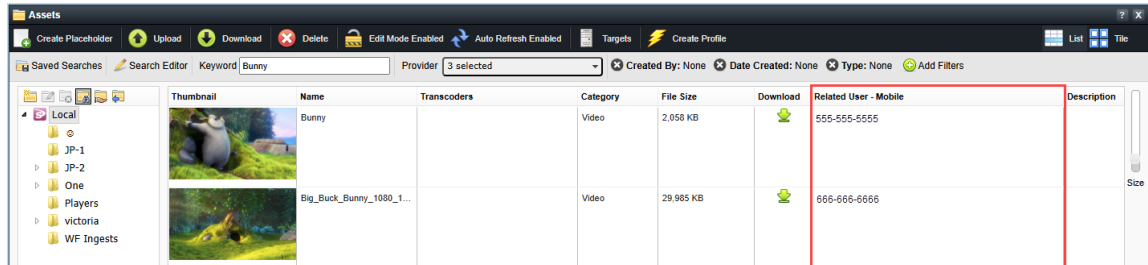 Assets ? X
Create Placeholder Upload Download Delete Edit Mode Enabled Auto Refresh Enabled Targets Create Profile List Tile
Saved Searches Search Editor Keyword Bunny Provider 3 selected Created By: None Date Created: None Type: None Add Filters
Thumbnail Name Transcoders Category File Size Download Related User - Mobile Description
Local
JP-1
JP-2
One
Players
victoria
WF Ingests
Bunny Video 2,058 KB 555-555-5555
Size
Big_Buck_Bunny_1080_1... Video 29,985 KB 666-666-6666